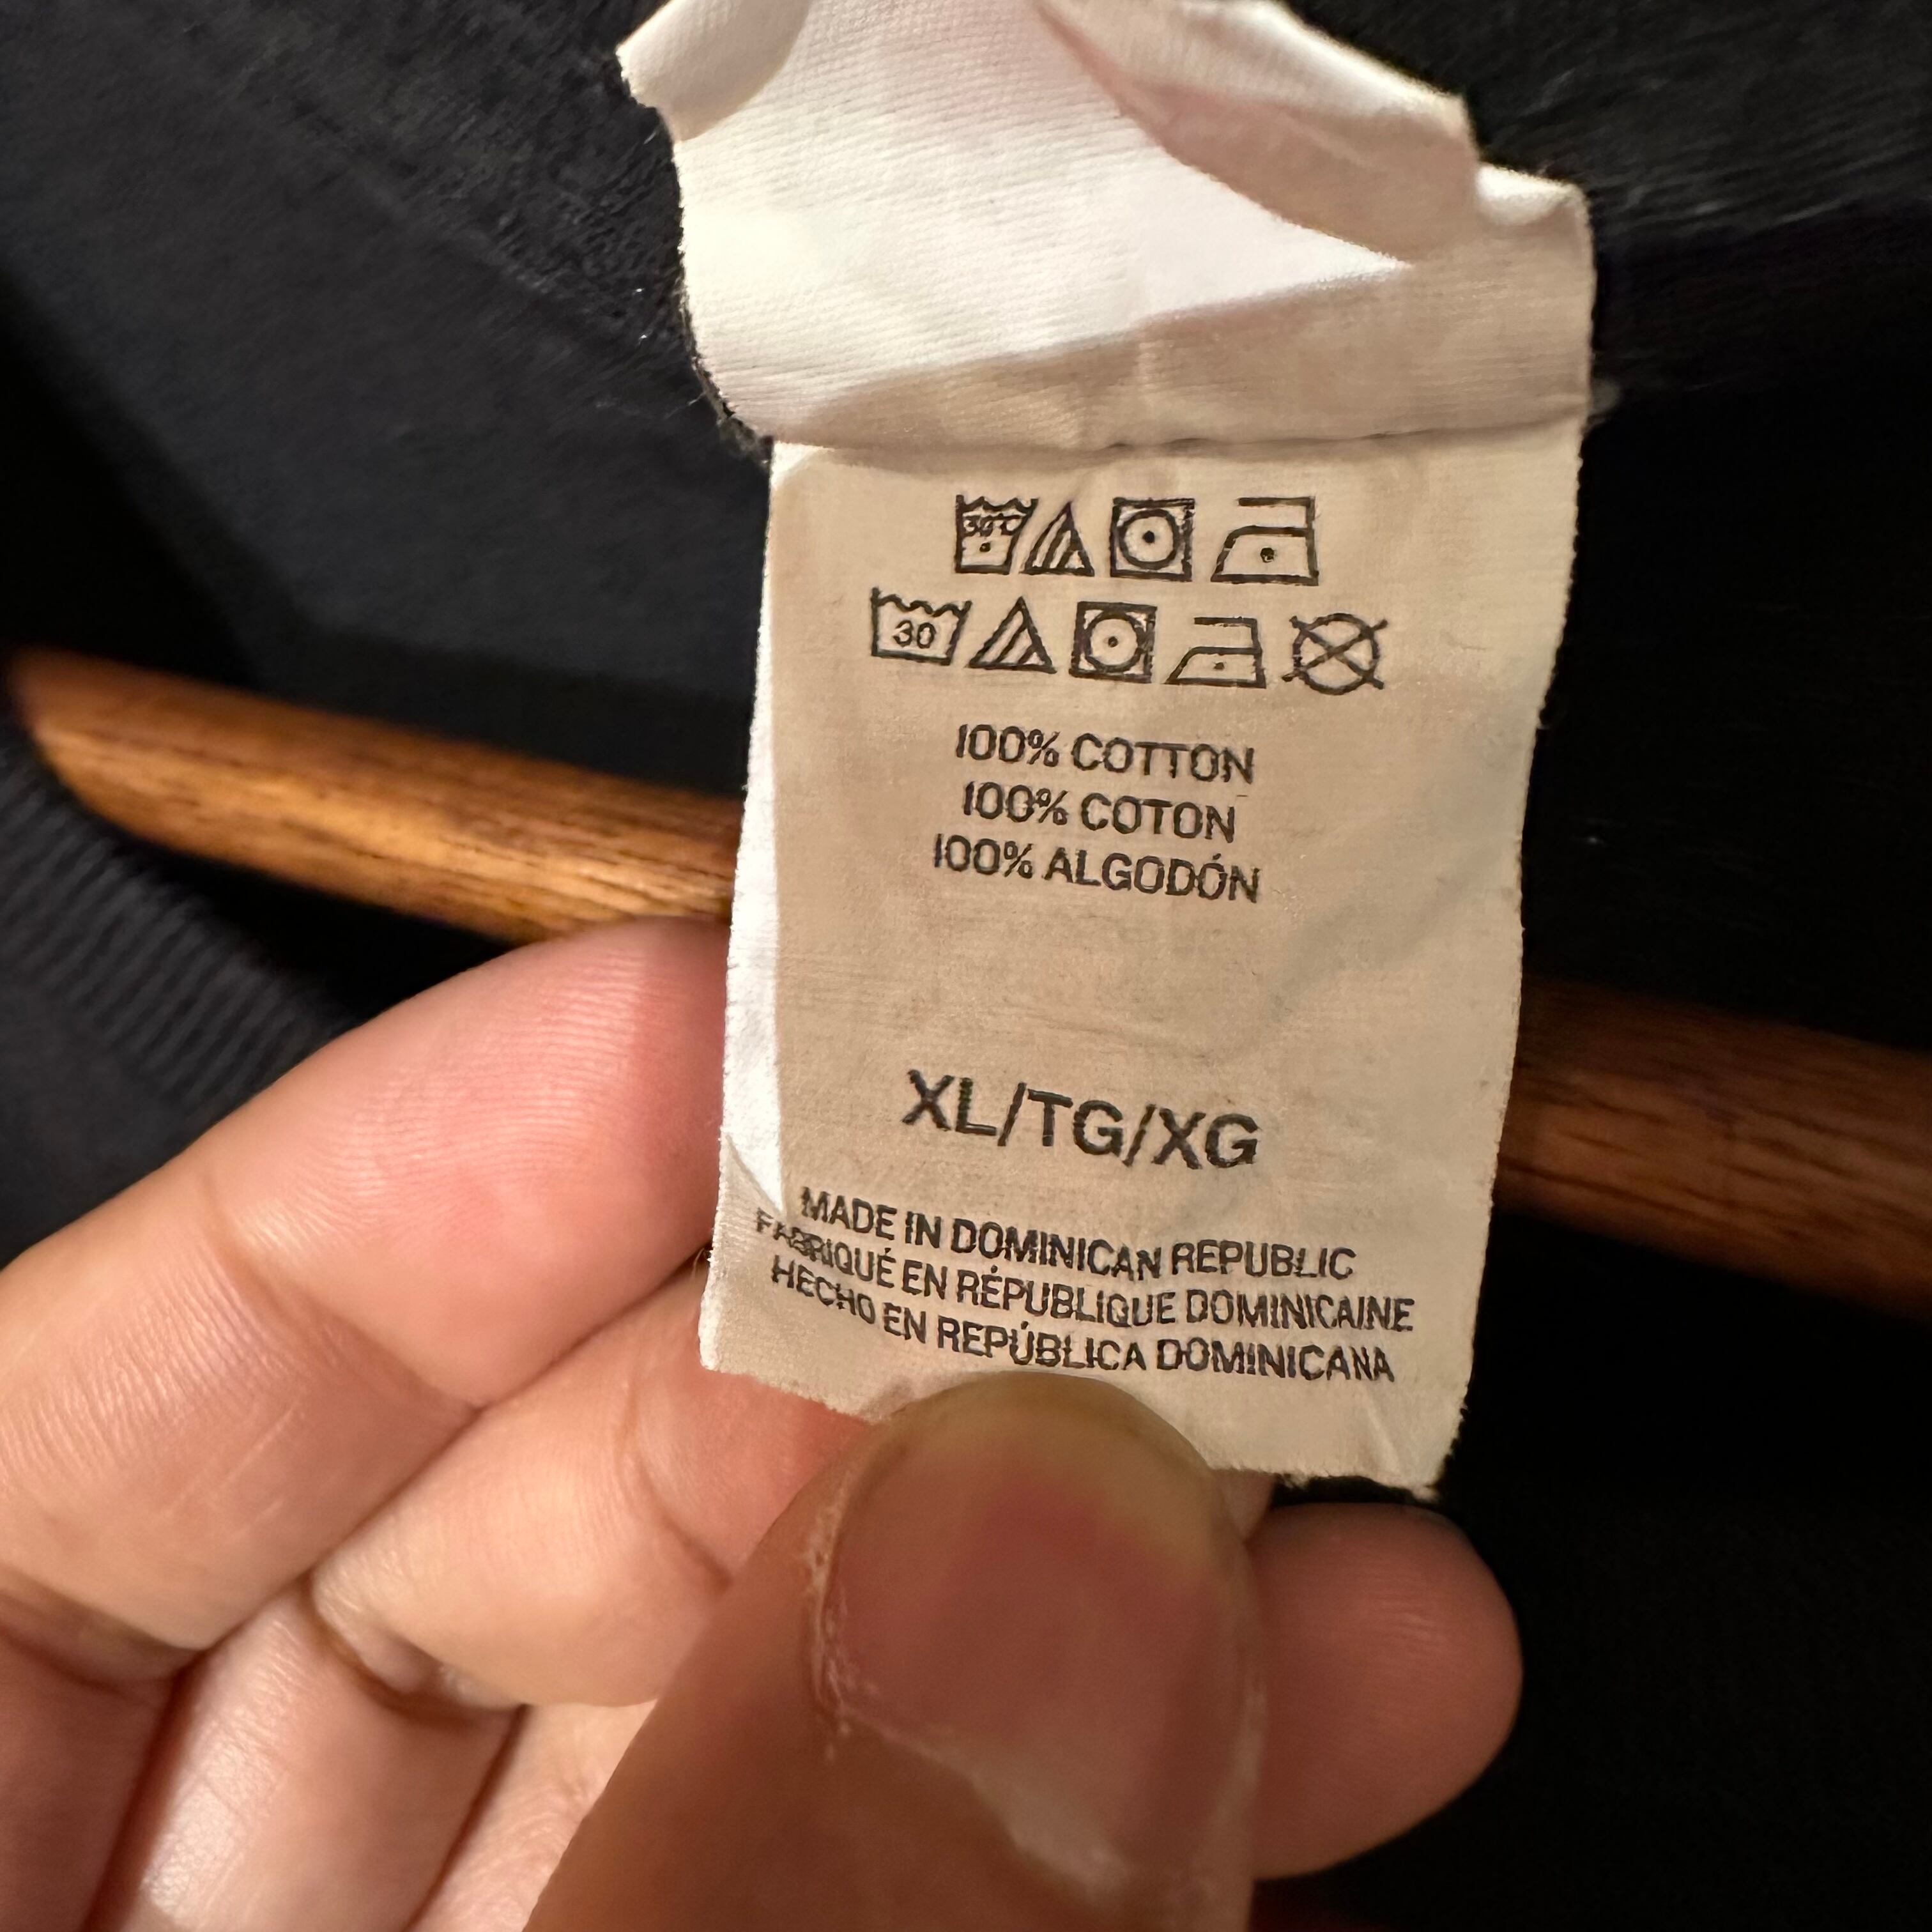 30°C
30
100% COTTON
100% COTON
100% ALGODÓN
XL/TG/XG
MADE IN DOMINICAN REPUBLIC
FABRIQUÉ EN RÉPUBLIQUE DOMINICAINE
HECHO EN REPÚBLICA DOMINICANA